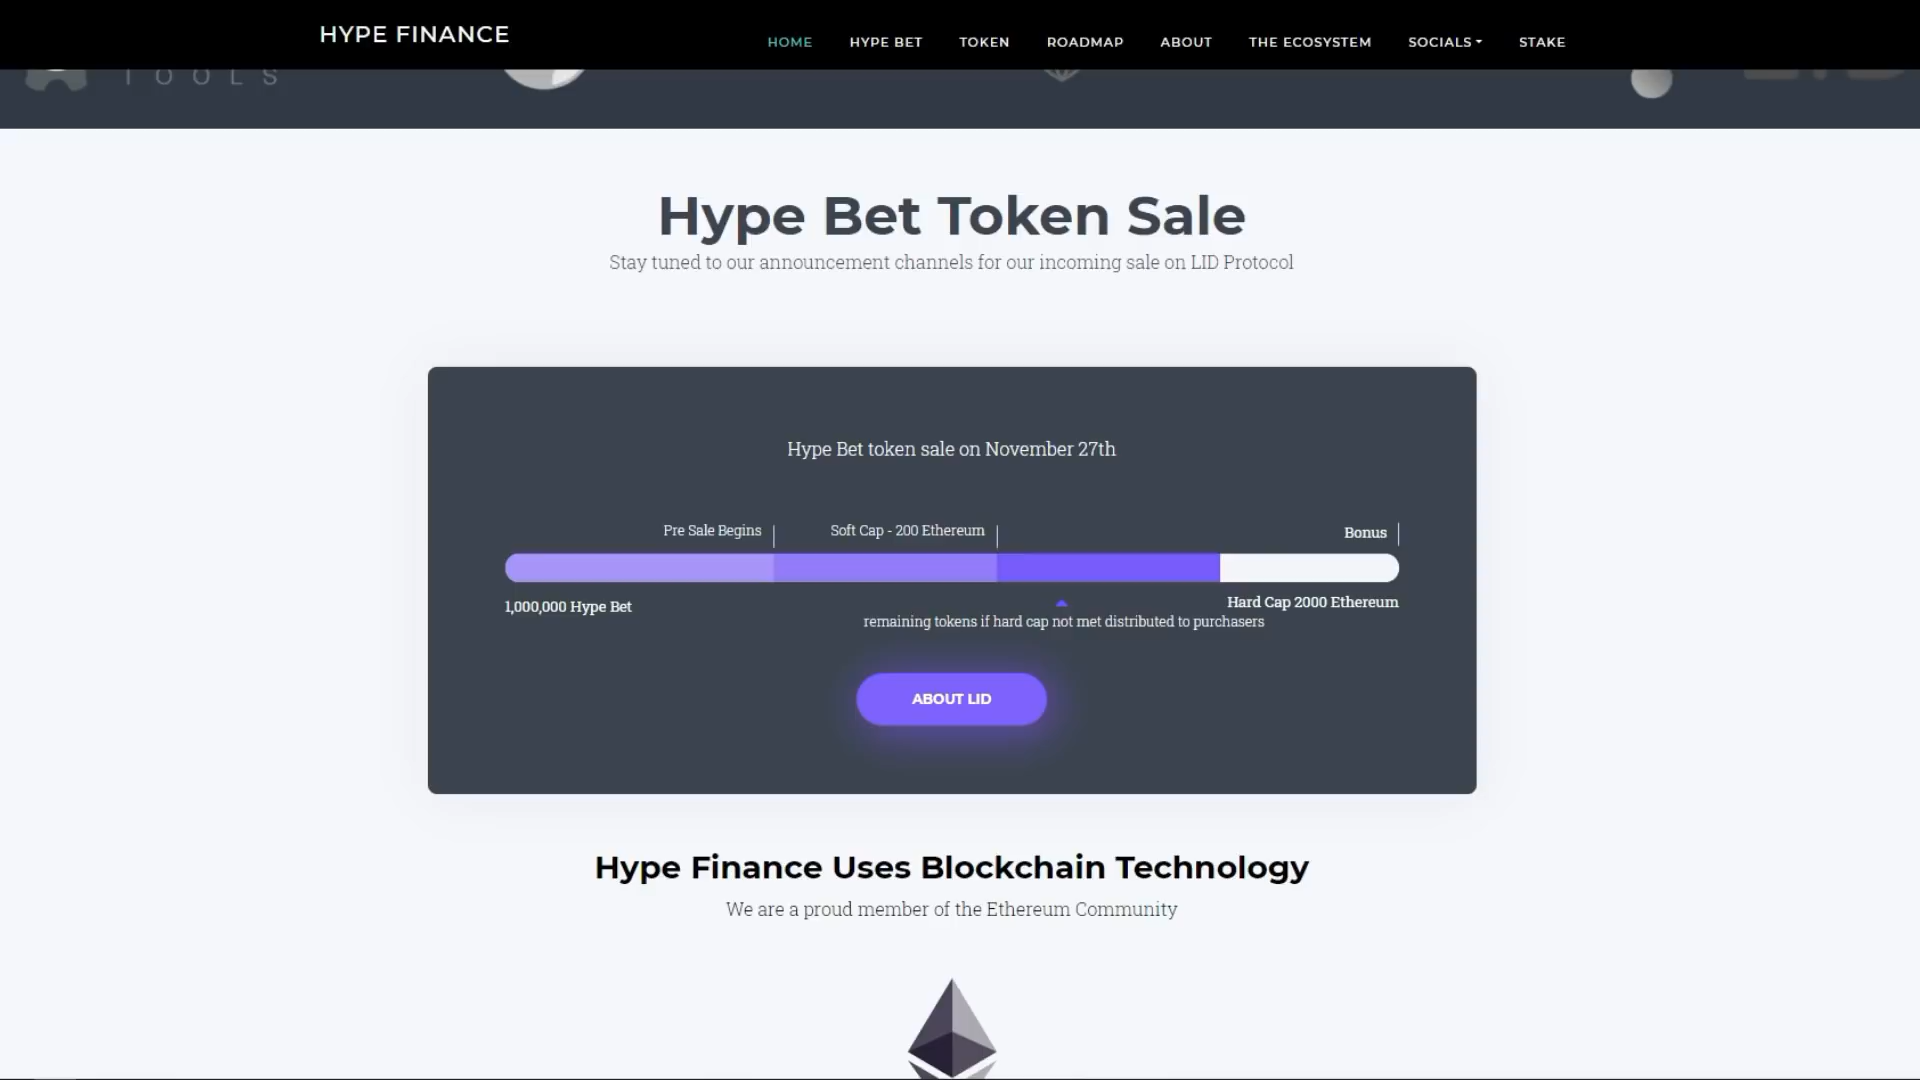 HYPE FINANCE
HOME HYPE BET TOKEN ROADMAP ABOUT THE ECOSYSTEM SOCIALS STAKE
TOOLS
Hype Bet Token Sale
Stay tuned to our announcement channels for our incoming sale on LID Protocol
Hype Bet token sale on November 27th
Pre Sale Begins
Soft Cap - 200 Ethereum
Bonus
1,000,000 Hype Bet
Hard Cap 2000 Ethereum
remaining tokens if hard cap not met distributed to purchasers
ABOUT LID
Hype Finance Uses Blockchain Technology
We are a proud member of the Ethereum Community